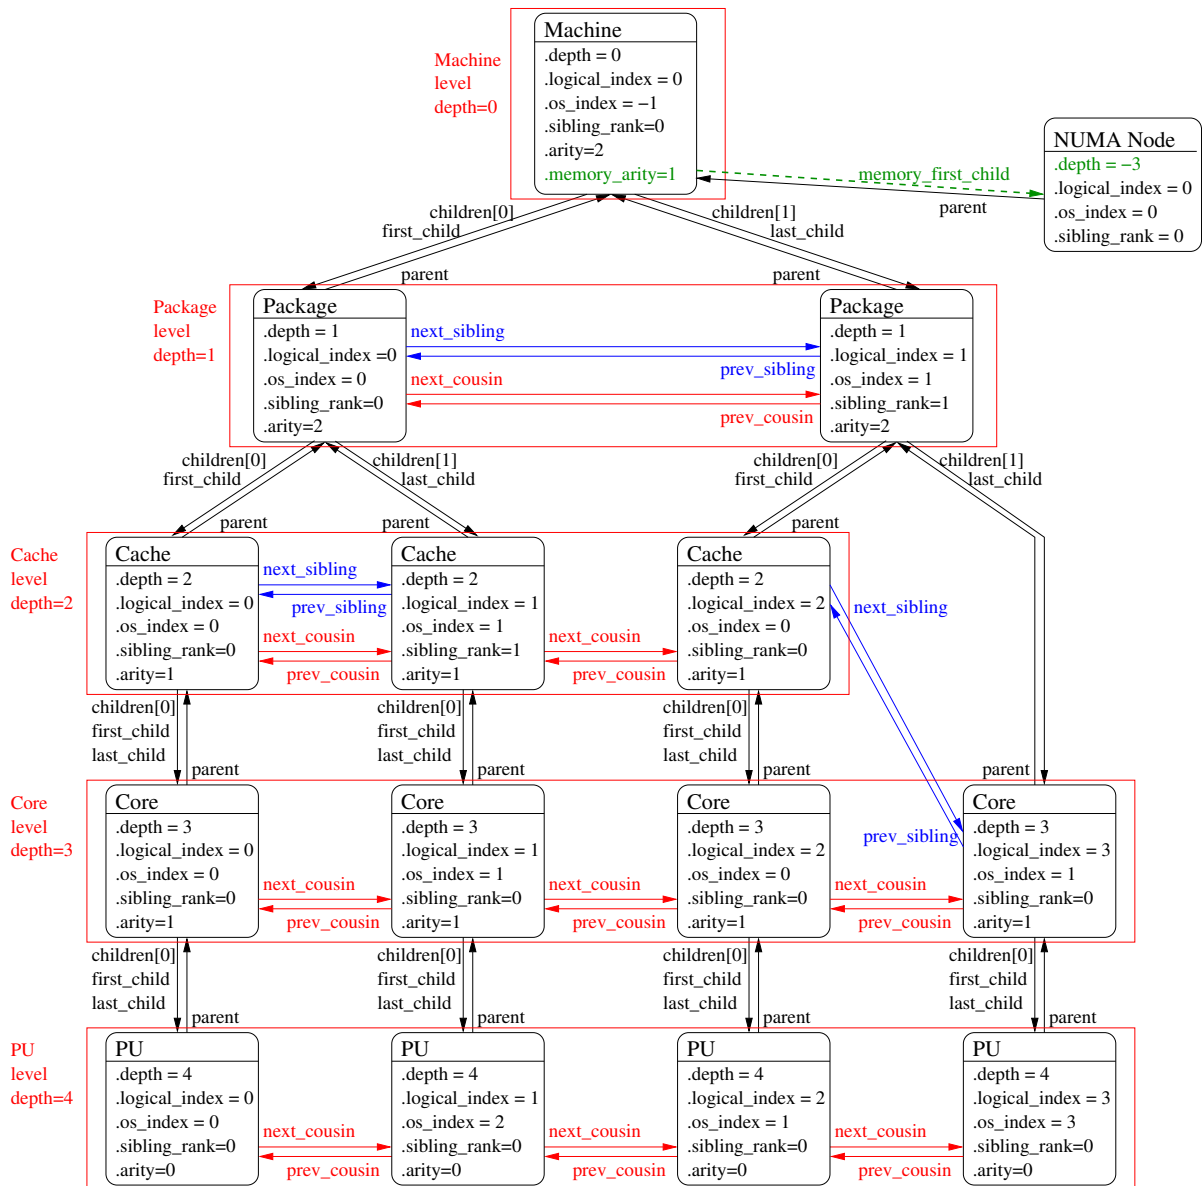 Machine
level
depth=0
Machine
.depth = 0
.logical_index = 0
.os_index = −1
.sibling_rank=0
.arity=2
.memory_arity=1
memory_first_child
parent
NUMA Node
.depth = −3
.logical_index = 0
.os_index = 0
.sibling_rank = 0
children[0]
first_child
parent
children[1]
last_child
parent
Package
level
depth=1
Package
.depth = 1
.logical_index =0
.os_index = 0
.sibling_rank=0
.arity=2
next_sibling
prev_sibling
next_cousin
prev_cousin
Package
.depth = 1
.logical_index = 1
.os_index = 1
.sibling_rank=1
.arity=2
children[0]
first_child
parent
children[1]
last_child
parent
children[0]
first_child
parent
children[1]
last_child
Cache
level
depth=2
Cache
.depth = 2
.logical_index = 0
.os_index = 0
.sibling_rank=0
.arity=1
next_sibling
prev_sibling
next_cousin
prev_cousin
Cache
.depth = 2
.logical_index = 1
.os_index = 1
.sibling_rank=1
.arity=1
next_cousin
prev_cousin
Cache
.depth = 2
.logical_index = 2
.os_index = 0
.sibling_rank=0
.arity=1
next_sibling
prev_sibling
children[0]
first_child
last_child
parent
children[0]
first_child
last_child
parent
children[0]
first_child
last_child
parent
parent
Core
level
depth=3
Core
.depth = 3
.logical_index = 0
.os_index = 0
.sibling_rank=0
.arity=1
next_cousin
prev_cousin
Core
.depth = 3
.logical_index = 1
.os_index = 1
.sibling_rank=0
.arity=1
next_cousin
prev_cousin
Core
.depth = 3
.logical_index = 2
.os_index = 0
.sibling_rank=0
.arity=1
next_cousin
prev_cousin
Core
.depth = 3
.logical_index = 3
.os_index = 1
.sibling_rank=0
.arity=1
children[0]
first_child
last_child
parent
children[0]
first_child
last_child
parent
children[0]
first_child
last_child
parent
children[0]
first_child
last_child
parent
PU
level
depth=4
PU
.depth = 4
.logical_index = 0
.os_index = 0
.sibling_rank=0
.arity=0
next_cousin
prev_cousin
PU
.depth = 4
.logical_index = 1
.os_index = 2
.sibling_rank=0
.arity=0
next_cousin
prev_cousin
PU
.depth = 4
.logical_index = 2
.os_index = 1
.sibling_rank=0
.arity=0
next_cousin
prev_cousin
PU
.depth = 4
.logical_index = 3
.os_index = 3
.sibling_rank=0
.arity=0